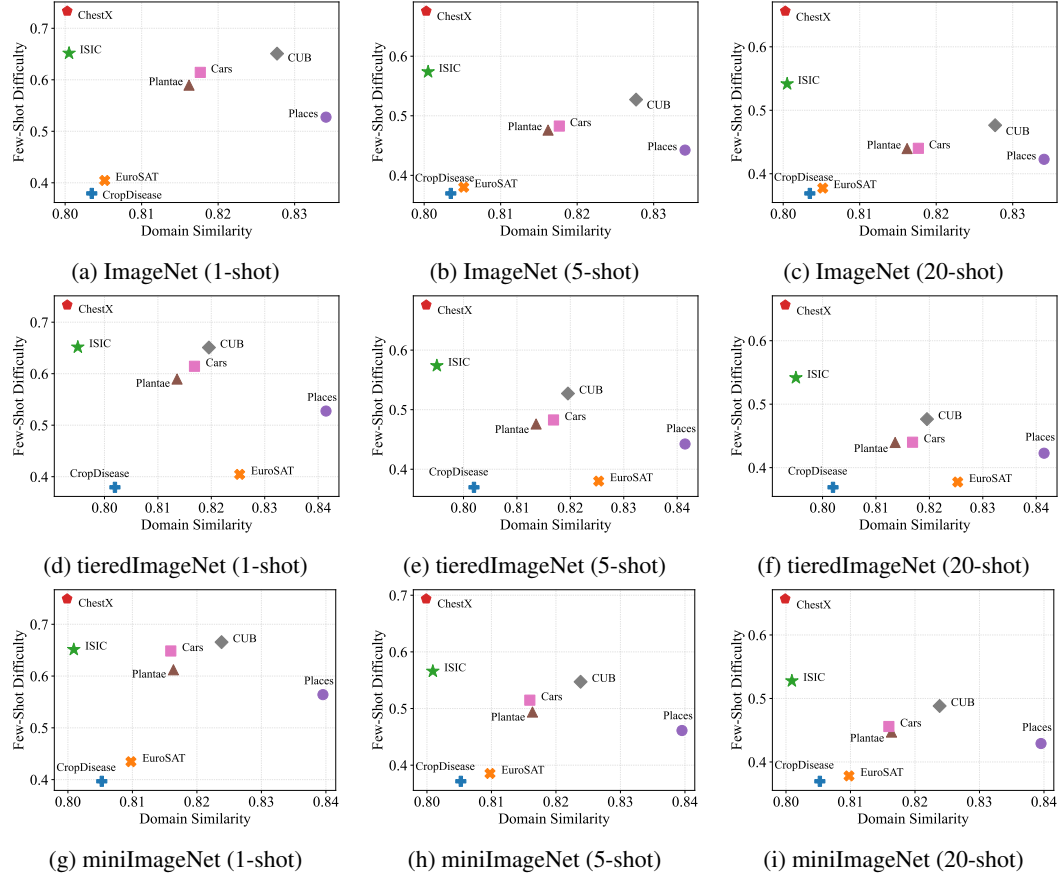 Few-Shot Difficulty
0.7
0.6
0.5
0.4
ChestX
ISIC
CUB
Cars
Plantae
Places
EuroSAT
CropDisease
0.80 0.81 0.82 0.83
Domain Similarity
(a) ImageNet (1-shot)
Few-Shot Difficulty
0.6
0.5
0.4
ChestX
ISIC
CUB
Plantae
Cars
Places
CropDisease
EuroSAT
0.80 0.81 0.82 0.83
Domain Similarity
(b) ImageNet (5-shot)
Few-Shot Difficulty
0.6
0.5
0.4
ChestX
ISIC
CUB
Plantae
Cars
Places
CropDisease
EuroSAT
0.80 0.81 0.82 0.83
Domain Similarity
(c) ImageNet (20-shot)
Few-Shot Difficulty
0.7
0.6
0.5
0.4
ChestX
ISIC
CUB
Cars
Plantae
Places
CropDisease
EuroSAT
0.80 0.81 0.82 0.83 0.84
Domain Similarity
(d) tieredImageNet (1-shot)
Few-Shot Difficulty
0.6
0.5
0.4
ChestX
ISIC
CUB
Cars
Plantae
Places
CropDisease
EuroSAT
0.80 0.81 0.82 0.83 0.84
Domain Similarity
(e) tieredImageNet (5-shot)
Few-Shot Difficulty
0.6
0.5
0.4
ChestX
ISIC
CUB
Cars
Plantae
Places
CropDisease
EuroSAT
0.80 0.81 0.82 0.83 0.84
Domain Similarity
(f) tieredImageNet (20-shot)
Few-Shot Difficulty
0.7
0.6
0.5
0.4
ChestX
ISIC
Cars
CUB
Plantae
Places
EuroSAT
CropDisease
0.80 0.81 0.82 0.83 0.84
Domain Similarity
(g) miniImageNet (1-shot)
Few-Shot Difficulty
0.7
0.6
0.5
0.4
ChestX
ISIC
CUB
Cars
Plantae
Places
CropDisease
EuroSAT
0.80 0.81 0.82 0.83 0.84
Domain Similarity
(h) miniImageNet (5-shot)
Few-Shot Difficulty
0.6
0.5
0.4
ChestX
ISIC
CUB
Cars
Plantae
Places
CropDisease
EuroSAT
0.80 0.81 0.82 0.83 0.84
Domain Similarity
(i) miniImageNet (20-shot)